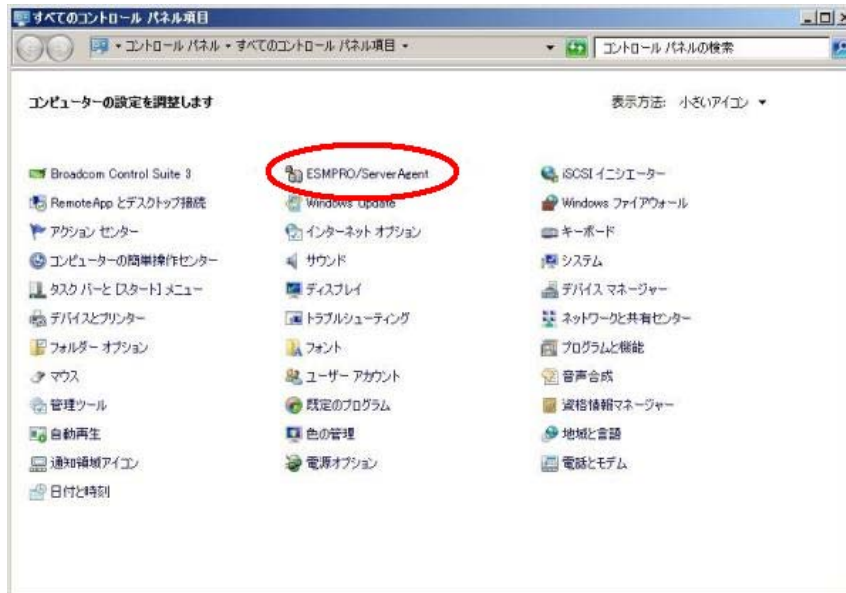 すべてのコントロール パネル項目
コントロール パネル すべてのコントロール パネル項目
コントロール パネルの検索
コンピューターの設定を調整します
表示方法: 小さいアイコン
Broadcom Control Suite 3
ESMPRO/ServerAgent
iSCSI イニシエーター
RemoteApp とデスクトップ接続
Windows Update
Windows ファイアウォール
アクション センター
インターネット オプション
キーボード
コンピューターの簡単操作センター
サウンド
システム
タスク バーと [スタート] メニュー
ディスプレイ
デバイス マネージャー
デバイスとプリンター
トラブルシューティング
ネットワークと共有センター
フォルダー オプション
フォント
プログラムと機能
マウス
ユーザー アカウント
音声合成
管理ツール
既定のプログラム
資格情報マネージャー
自動再生
色の管理
地域と言語
通知領域アイコン
電源オプション
電話とモデム
日付と時刻